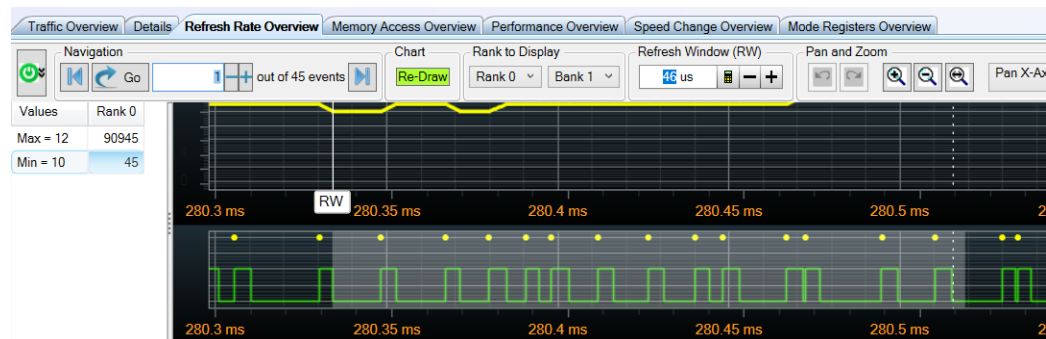 Traffic Overview Details Refresh Rate Overview Memory Access Overview Performance Overview Speed Change Overview Mode Registers Overview
Navigation Chart Rank to Display Refresh Window (RW) Pan and Zoom
Go 1 out of 45 events Re-Draw Rank 0 Bank 1 46 us Pan X-Ax
Values Rank 0
Max = 12 90945
Min = 10 45
0
RW
280.3 ms 280.35 ms 280.4 ms 280.45 ms 280.5 ms 2
280.3 ms 280.35 ms 280.4 ms 280.45 ms 280.5 ms 2